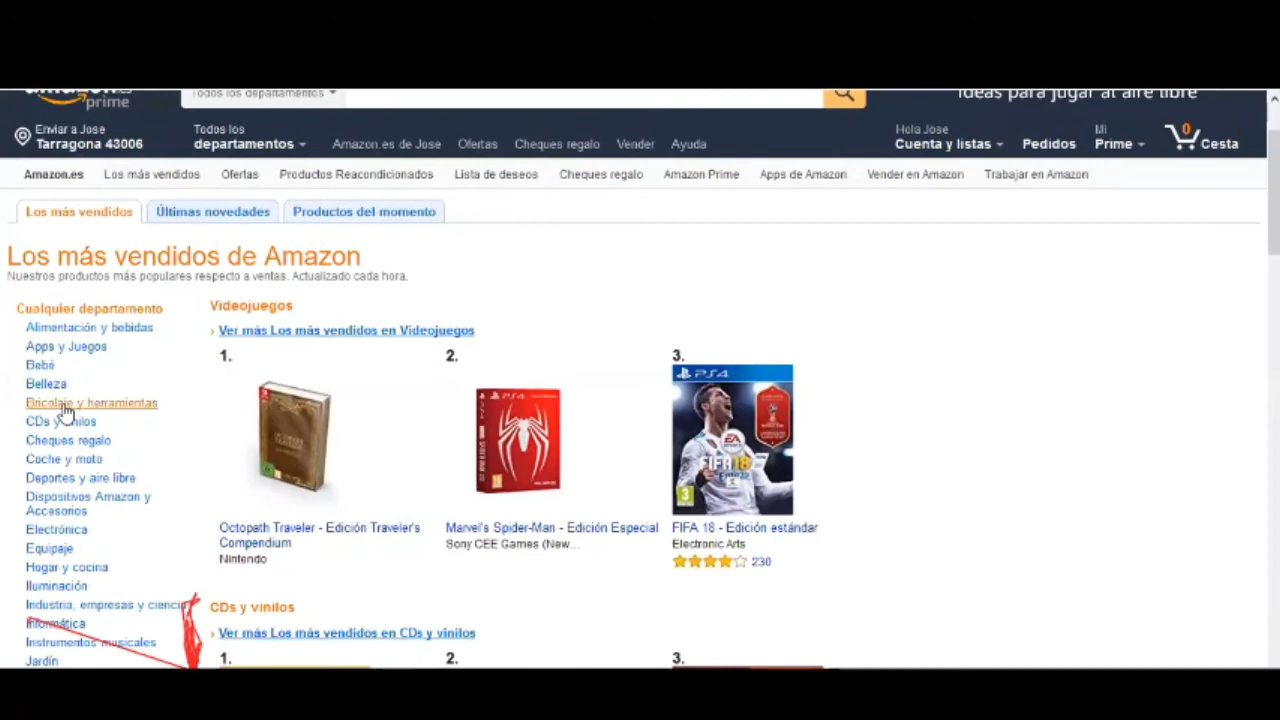 prime
Todos los departamentos
Ideas para jugar al aire libre
Enviar a Jose
Tarragona 43006
Todos los
departamentos
Amazon.es de Jose
Ofertas
Cheques regalo
Vender
Ayuda
Hola Jose
Cuenta y listas
Pedidos
Mi
Prime
0
Cesta
Amazon.es
Los más vendidos
Ofertas
Productos Reacondicionados
Lista de deseos
Cheques regalo
Amazon Prime
Apps de Amazon
Vender en Amazon
Trabajar en Amazon
Los más vendidos
Últimas novedades
Productos del momento
Los más vendidos de Amazon
Nuestros productos más populares respecto a ventas. Actualizado cada hora.
Cualquier departamento
Alimentación y bebidas
Apps y Juegos
Bebé
Belleza
Bricolaje y herramientas
CDs y vinilos
Cheques regalo
Coche y moto
Deportes y aire libre
Dispositivos Amazon y
Accesorios
Electrónica
Equipaje
Hogar y cocina
Iluminación
Industria, empresas y ciencia
Informática
Instrumentos musicales
Jardín
Videojuegos
› Ver más Los más vendidos en Videojuegos
1.
2.
3.
PS4
PS4
EA SPORTS
FIFA 18
3
Octopath Traveler - Edición Traveler's
Compendium
Nintendo
Marvel's Spider-Man - Edición Especial
Sony CEE Games (New...
FIFA 18 - Edición estándar
Electronic Arts
230
CDs y vinilos
› Ver más Los más vendidos en CDs y vinilos
1.
2.
3.